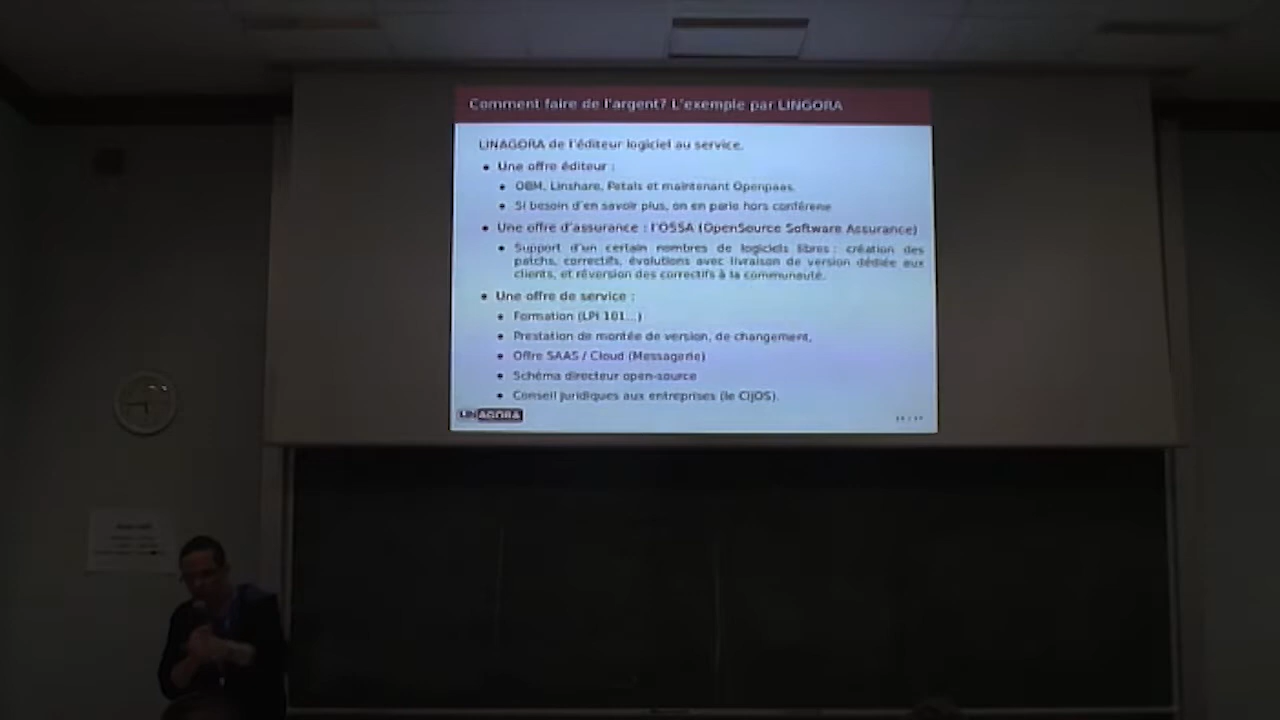 Comment faire de l'argent? L'exemple par LINGORA
LINAGORA de l'éditeur logiciel au service.
• Une offre éditeur :
• OBM, Linshare, Petals et maintenant Openpaas.
• Si besoin d'en savoir plus, on en parle hors conférene
• Une offre d'assurance : l'OSSA (OpenSource Software Assurance)
• Support d'un certain nombres de logiciels libres : création des
patchs, correctifs, évolutions avec livraison de version dédiée aux
clients, et réversion des correctifs à la communauté.
• Une offre de service :
• Formation (LPI 101...)
• Prestation de montée de version, de changement,
• Offre SAAS / Cloud (Messagerie)
• Schéma directeur open-source
• Conseil juridiques aux entreprises (le CIJOS).
LINAGORA